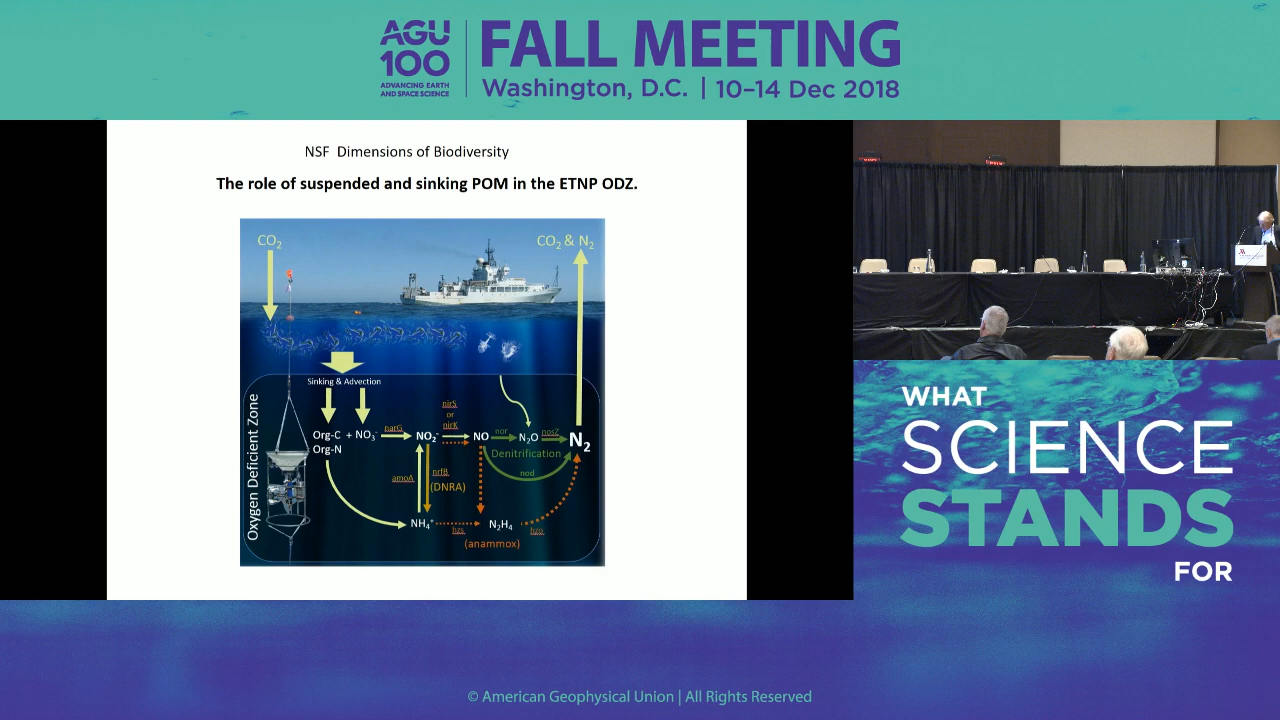 AGU
100
ADVANCING EARTH
AND SPACE SCIENCE
FALL MEETING
Washington, D.C. | 10–14 Dec 2018
NSF Dimensions of Biodiversity
The role of suspended and sinking POM in the ETNP ODZ.
CO₂
CO₂ & N₂
Sinking & Advection
Oxygen Deficient Zone
Org-C + NO₃⁻
Org-N
narG
NO₂⁻
nirS
or
nirK
NO
nor
N₂O
nosZ
N₂
Denitrification
nod
amoA
nrfB
(DNRA)
NH₄⁺
hzs
N₂H₄
hzo
(anammox)
WHAT
SCIENCE
STANDS
FOR
© American Geophysical Union | All Rights Reserved